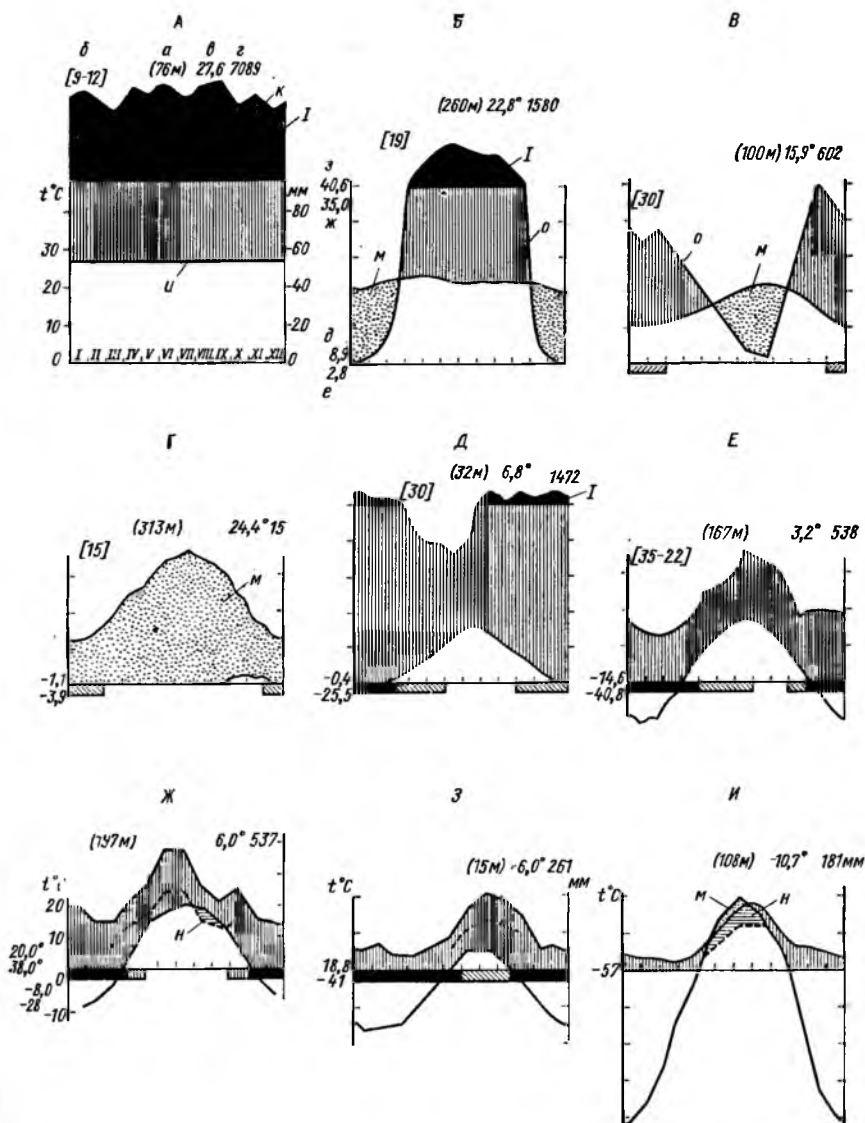 А Б В
б а в г
[9-12] (76м) 27,6 7089
к
I
t°C
мм
30
80
60
20
40
10
20
0
0
и
I II III IV V VI VII VIII IX X XI XII
(260м) 22,8° 1580
[19]
I
з
40,6
35,0
ж
о
м
д
8,9
2,8
е
(100м) 15,9° 602
[30]
о
м
Г Д Е
(313м) 24,4° 15
[15]
м
-1,1
-3,9
(32м) 6,8° 1472
[30]
I
-0,4
-25,5
(167м) 3,2° 538
[35-22]
-14,6
-40,8
Ж З И
(197м) 6,0° 537
20
10
20,0°
38,0°
0
-8,0
-28
-10
н
(15м) -6,0° 261
t°C
мм
18,8
-41
(108м) -10,7° 181мм
t°C
м
н
-57